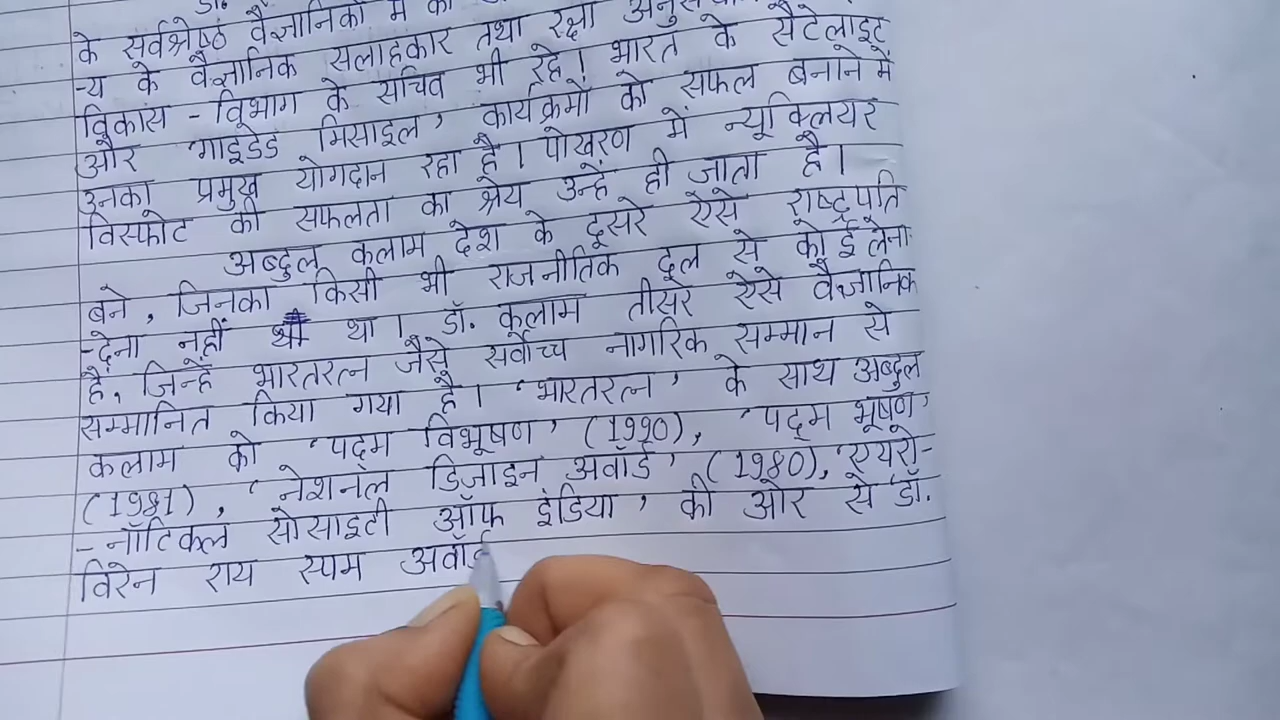 डॉ.
के सर्वश्रेष्ठ वैज्ञानिकों में
-य के वैज्ञानिक सलाहकार तथा रक्षा
विकास - विभाग के सचिव भी रहे। भारत के सैटेलाइट
और 'गाइडेड मिसाइल' कार्यक्रमों को सफल बनाने में
उनका प्रमुख योगदान रहा है। पोखरण में न्यूक्लियर
विस्फोट की सफलता का श्रेय उन्हें ही जाता है।
अब्दुल कलाम देश के दूसरे ऐसे राष्ट्रपति
बने, जिनका किसी भी राजनीतिक दल से कोई लेना
-देना नहीं था। डॉ. कलाम तीसरे ऐसे वैज्ञानिक
है, जिन्हें भारतरत्न जैसे सर्वोच्च नागरिक सम्मान से
सम्मानित किया गया है। 'भारतरत्न' के साथ अब्दुल
कलाम को 'पद्म विभूषण' (1990), 'पद्म भूषण'
(1981), 'नेशनल डिजाइन अवॉर्ड' (1980), 'एयरो-
-नॉटिकल सोसाइटी ऑफ इंडिया' की ओर से डॉ.
विरेन राय स्पम अवॉर्ड